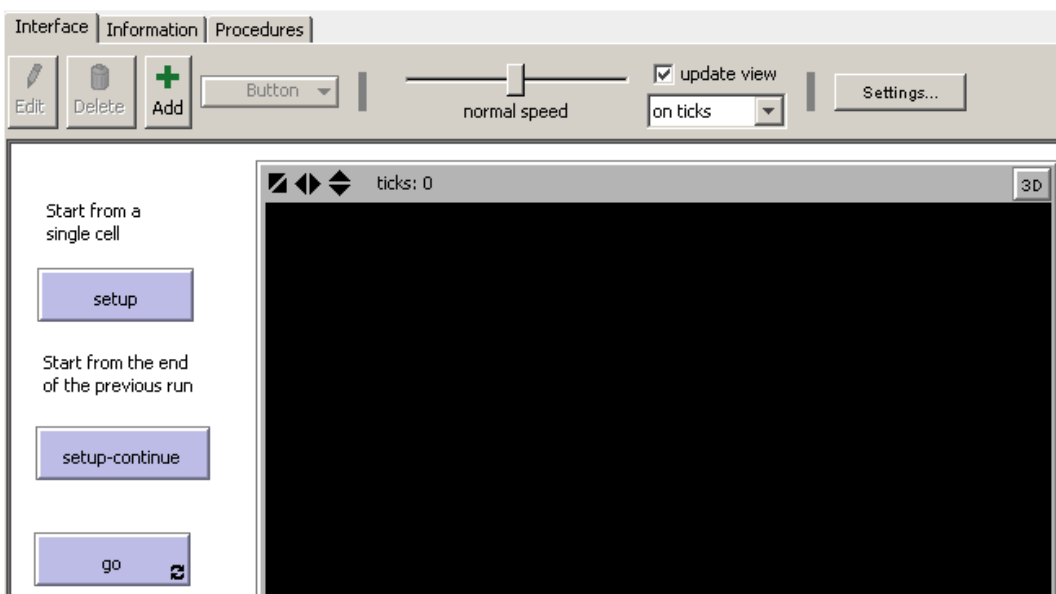 Interface Information Procedures
Edit Delete Add Button normal speed update view on ticks Settings...
ticks: 0 3D
Start from a
single cell
setup
Start from the end
of the previous run
setup-continue
go